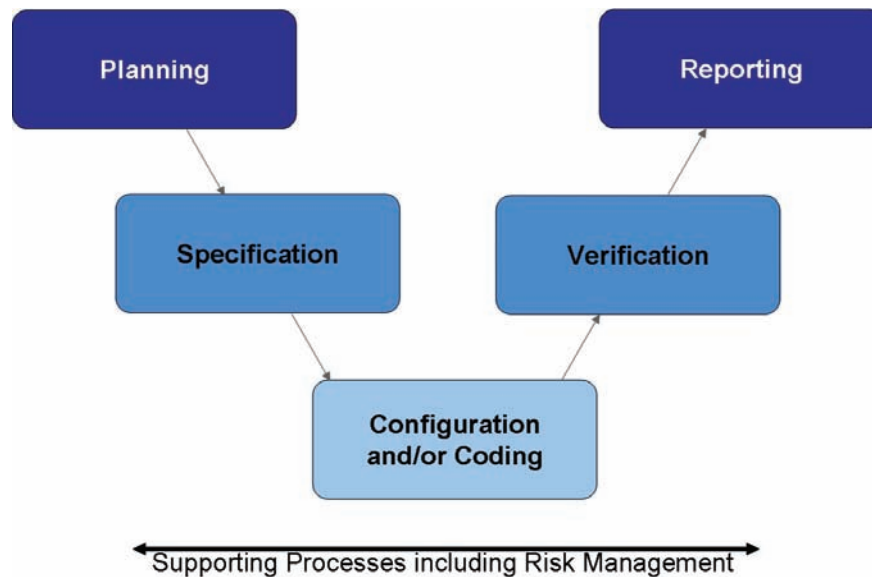 Planning
Reporting
Specification
Verification
Configuration
and/or Coding
Supporting Processes including Risk Management